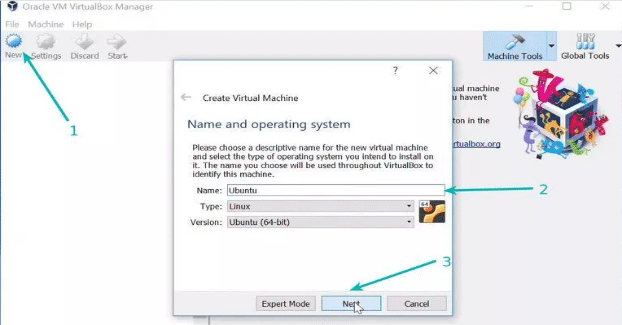 Oracle VM VirtualBox Manager
File Machine Help
New Settings Discard Start
Machine Tools Global Tools
1
?
Create Virtual Machine
ual machine
u haven't
Name and operating system
ton in the
Please choose a descriptive name for the new virtual machine
and select the type of operating system you intend to install on
it. The name you choose will be used throughout VirtualBox to
identify this machine.
rtualbox.org
Name: Ubuntu
2
Type: Linux
64
Version: Ubuntu (64-bit)
3
Expert Mode Next Cancel